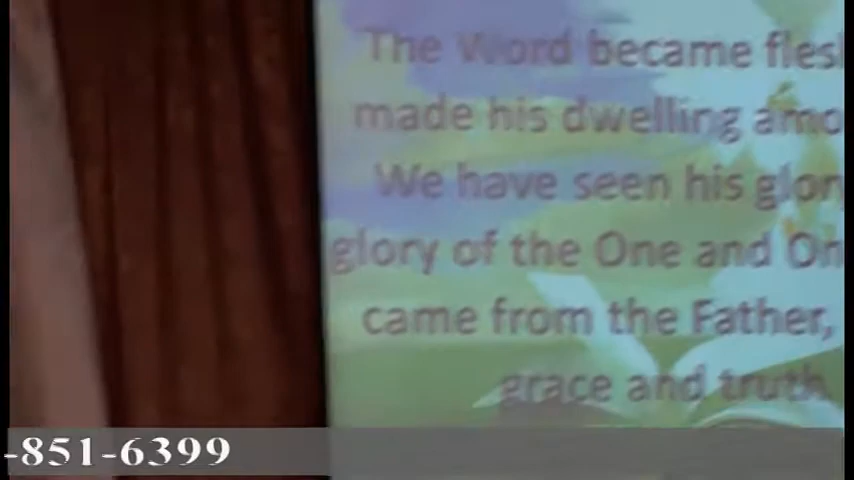 The Word became flesh
made his dwelling amo
We have seen his glor
glory of the One and On
came from the Father,
grace and truth.
-851-6399